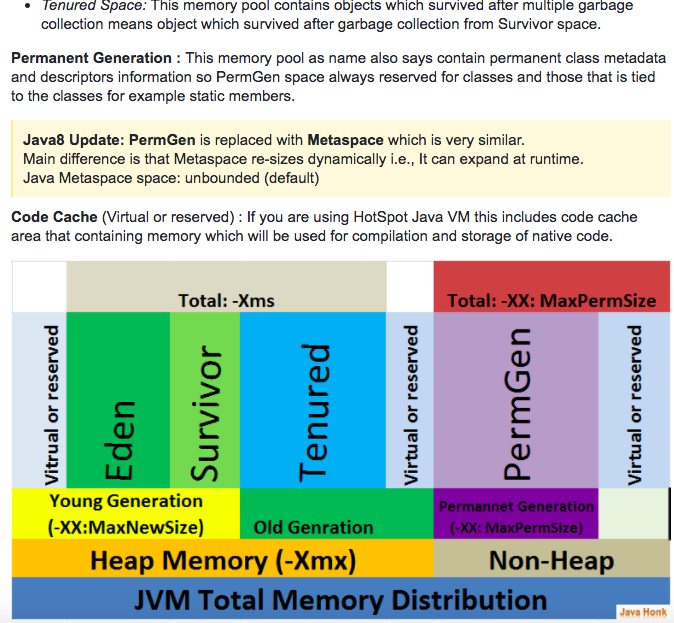 • Tenured Space: This memory pool contains objects which survived after multiple garbage
collection means object which survived after garbage collection from Survivor space.
Permanent Generation : This memory pool as name also says contain permanent class metadata
and descriptors information so PermGen space always reserved for classes and those that is tied
to the classes for example static members.
Java8 Update: PermGen is replaced with Metaspace which is very similar.
Main difference is that Metaspace re-sizes dynamically i.e., It can expand at runtime.
Java Metaspace space: unbounded (default)
Code Cache (Virtual or reserved) : If you are using HotSpot Java VM this includes code cache
area that containing memory which will be used for compilation and storage of native code.
Total: -Xms
Total: -XX: MaxPermSize
Vitrual or reserved
Eden
Survivor
Tenured
Virtual or reserved
PermGen
Virtual or reserved
Young Generation
(-XX:MaxNewSize)
Old Genration
Permannet Generation
(-XX: MaxPermSize)
Heap Memory (-Xmx)
Non-Heap
JVM Total Memory Distribution
Java Honk